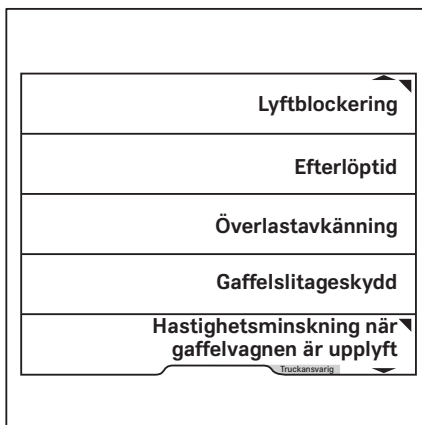 Lyftblockering
Efterlöptid
Överlastavkänning
Gaffelslitageskydd
Hastighetsminskning när
gaffelvagnen är upplyft
Truckansvarig